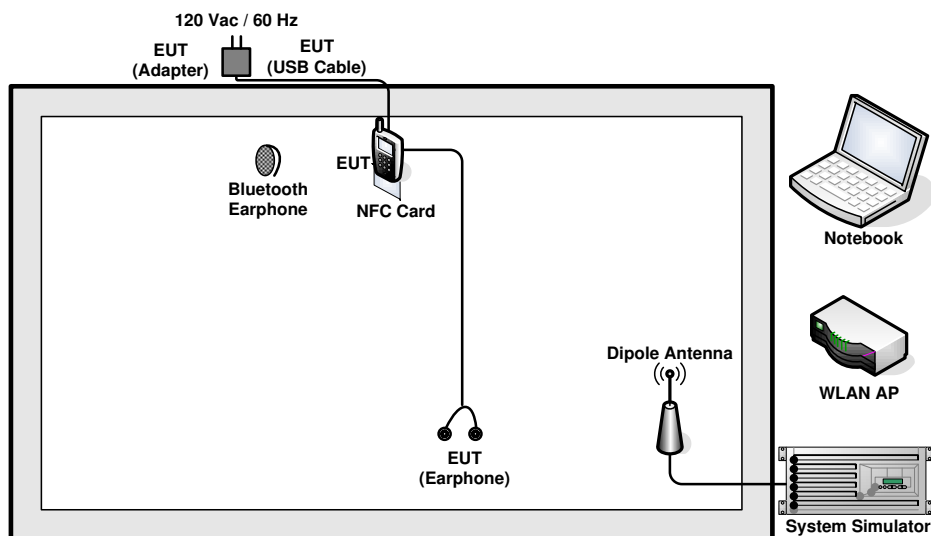 120 Vac / 60 Hz
EUT
(Adapter)
EUT
(USB Cable)
EUT
Bluetooth
Earphone
NFC Card
Notebook
Dipole Antenna
WLAN AP
EUT
(Earphone)
System Simulator